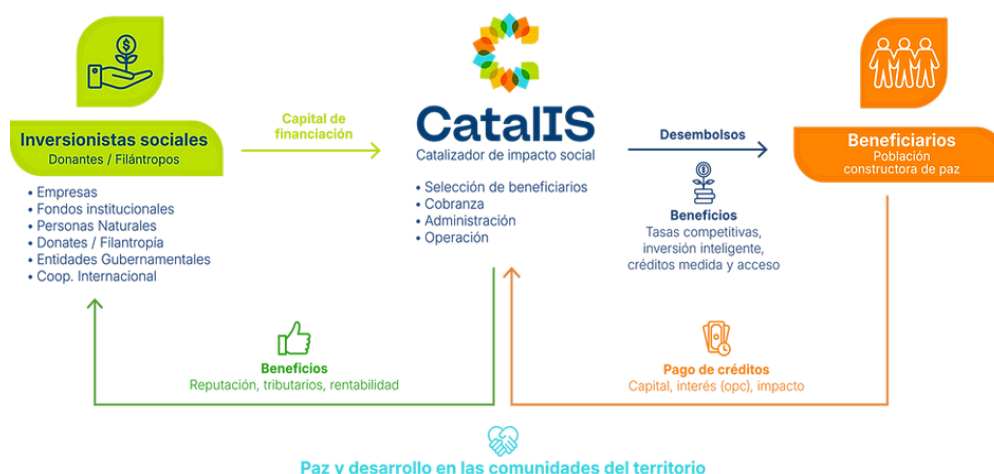 Inversionistas sociales
Donantes / Filántropos
• Empresas
• Fondos institucionales
• Personas Naturales
• Donates / Filantropía
• Entidades Gubernamentales
• Coop. Internacional
Capital de
financiación
CatalIS
Catalizador de impacto social
• Selección de beneficiarios
• Cobranza
• Administración
• Operación
Desembolsos
Beneficios
Tasas competitivas,
inversión inteligente,
créditos medida y acceso
Beneficiarios
Población
constructora de paz
Beneficios
Reputación, tributarios, rentabilidad
Pago de créditos
Capital, interés (opc), impacto
Paz y desarrollo en las comunidades del territorio